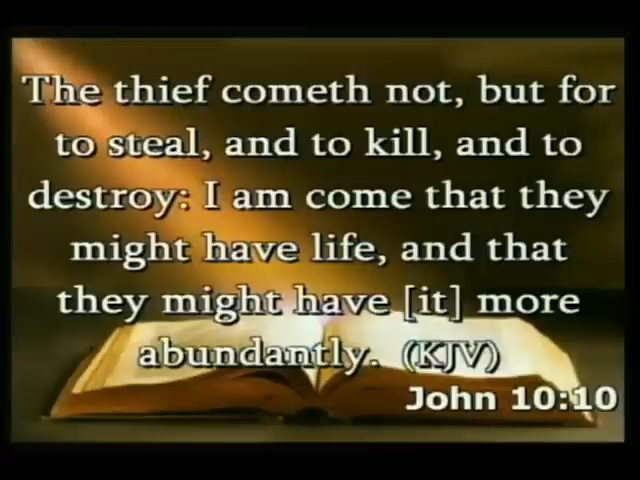 The thief cometh not, but for
to steal, and to kill, and to
destroy: I am come that they
might have life, and that
they might have [it] more
abundantly. (KJV)
John 10:10